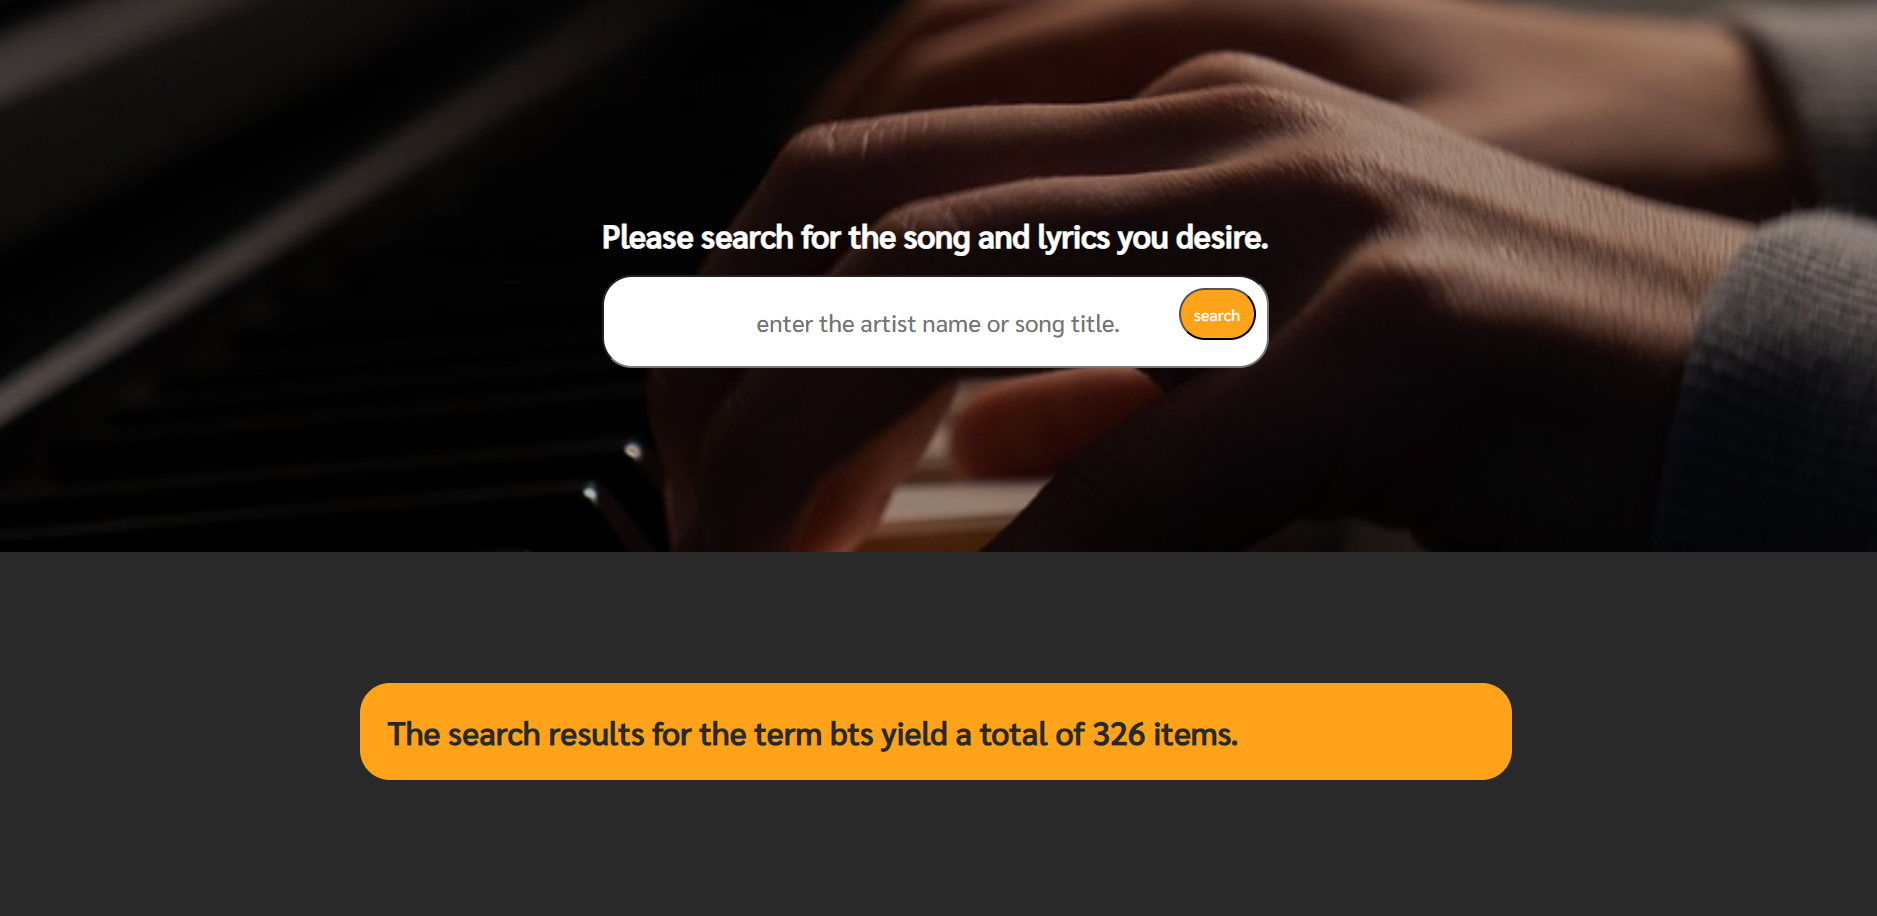 Please search for the song and lyrics you desire.
enter the artist name or song title.
search
The search results for the term bts yield a total of 326 items.